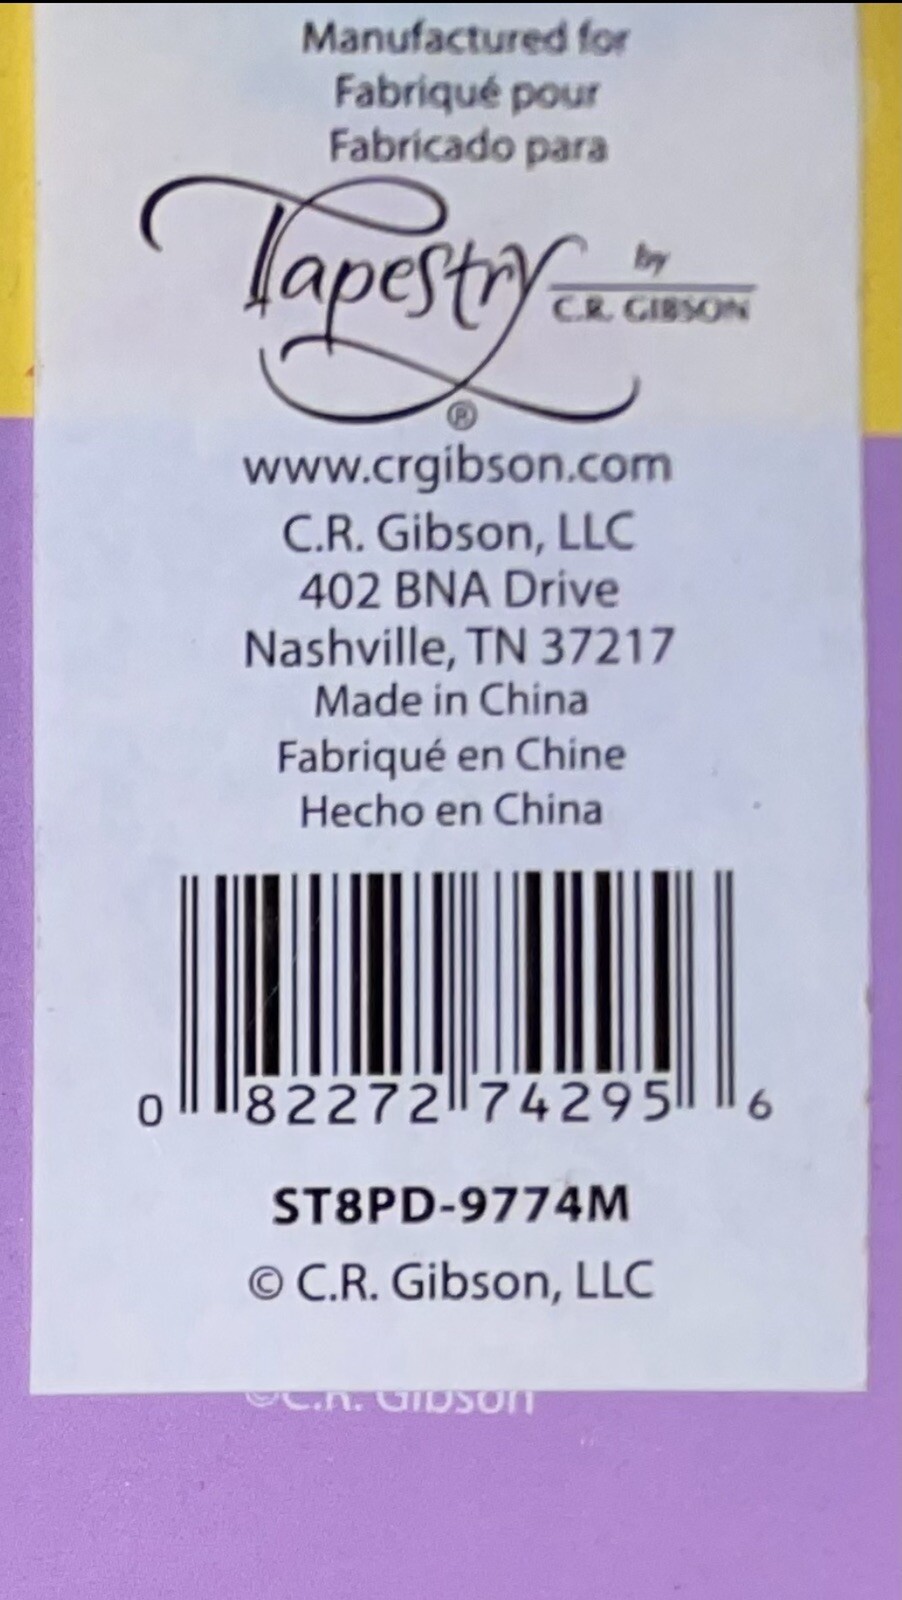 Manufactured for
Fabriqué pour
Fabricado para
Tapestry by
C.R. GIBSON
®
www.crgibson.com
C.R. Gibson, LLC
402 BNA Drive
Nashville, TN 37217
Made in China
Fabriqué en Chine
Hecho en China
0 82272 74295 6
ST8PD-9774M
© C.R. Gibson, LLC
©C.R. Gibson